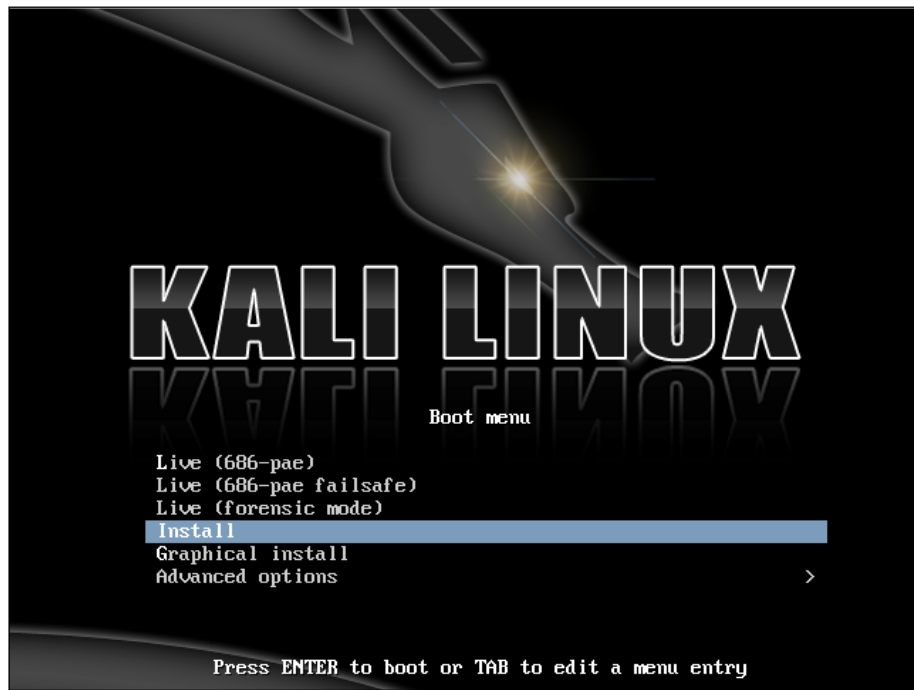 KALI LINUX
Boot menu
Live (686-pae)
Live (686-pae failsafe)
Live (forensic mode)
Install
Graphical install
Advanced options >
Press ENTER to boot or TAB to edit a menu entry